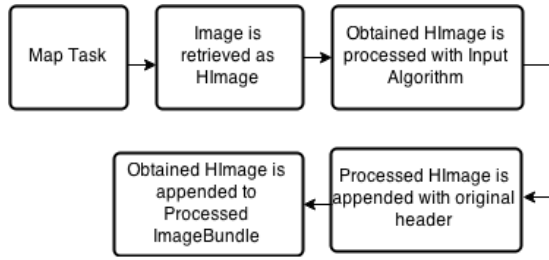 Map Task
Image is
retrieved as
HImage
Obtained HImage is
processed with Input
Algorithm
Processed HImage is
appended with original
header
Obtained HImage is
appended to
Processed
ImageBundle